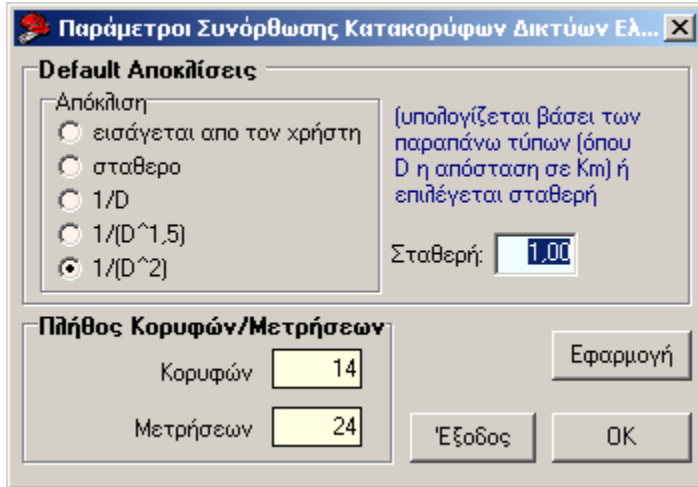 Παράμετροι Συνόρθωσης Κατακορύφων Δικτύων Ελ...
Default Αποκλίσεις
Απόκλιση
εισάγεται απο τον χρήστη
σταθερο
1/D
1/(D^1,5)
1/(D^2)
(υπολογίζεται βάσει των
παραπάνω τύπων (όπου
D η απόσταση σε Km) ή
επιλέγεται σταθερή
Σταθερή: 1,00
Πλήθος Κορυφών/Μετρήσεων
Κορυφών 14
Μετρήσεων 24
Εφαρμογή
Έξοδος
OK